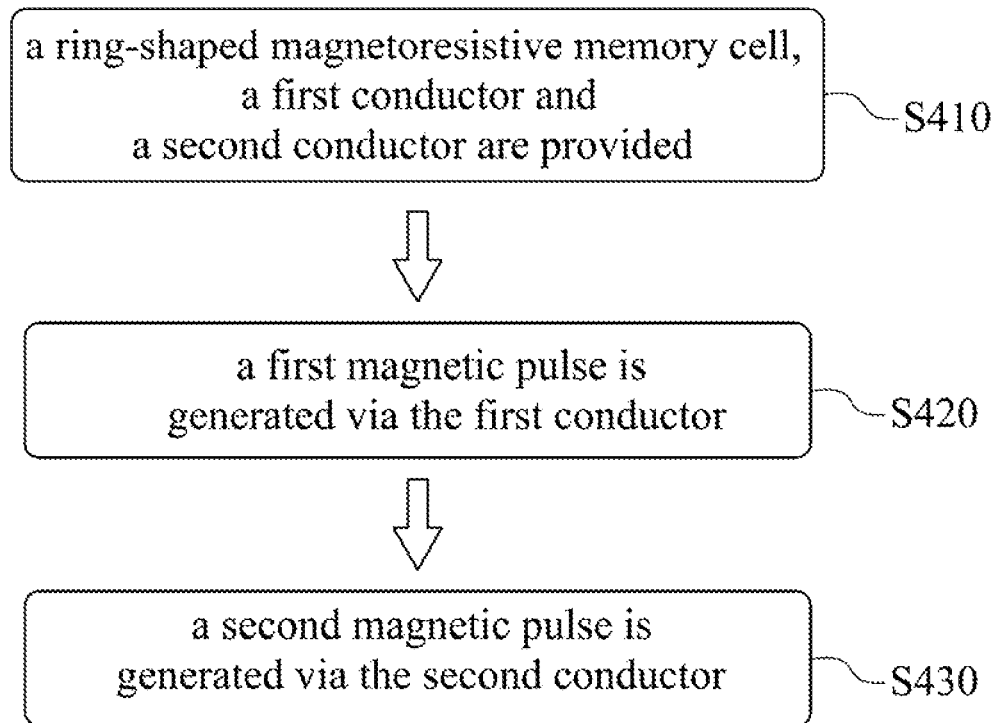 a ring-shaped magnetoresistive memory cell,
a first conductor and
a second conductor are provided
S410
a first magnetic pulse is
generated via the first conductor
S420
a second magnetic pulse is
generated via the second conductor
S430